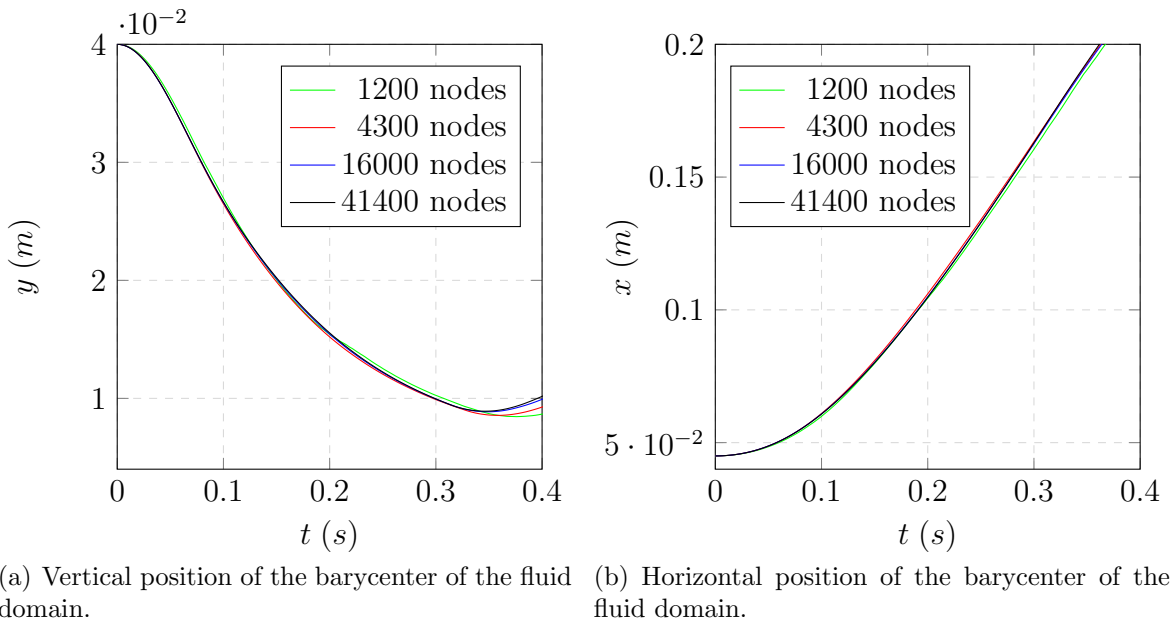 ·10−2
4
3
2
1
y (m)
0
0.1
0.2
0.3
0.4
t (s)
1200 nodes
4300 nodes
16000 nodes
41400 nodes
(a) Vertical position of the barycenter of the fluid
domain.
0.2
0.15
0.1
5 · 10−2
x (m)
0
0.1
0.2
0.3
0.4
t (s)
1200 nodes
4300 nodes
16000 nodes
41400 nodes
(b) Horizontal position of the barycenter of the
fluid domain.